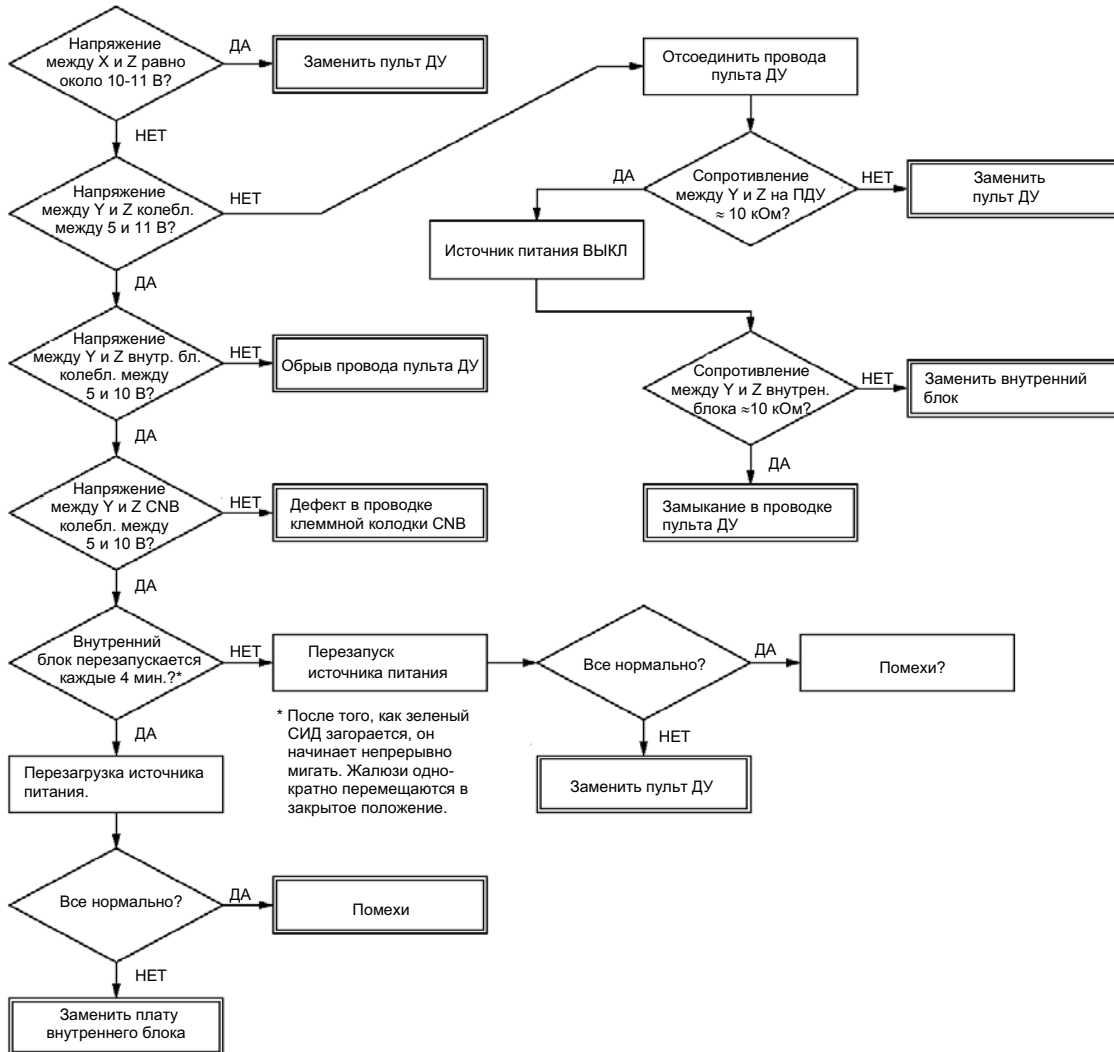 Напряжение
между X и Z равно
около 10-11 В?
ДА
Заменить пульт ДУ
НЕТ
Отсоединить провода
пульта ДУ
Напряжение
между Y и Z колебл.
между 5 и 11 В?
НЕТ
ДА
Сопротивление
между Y и Z на ПДУ
≈ 10 кОм?
НЕТ
Заменить
пульт ДУ
ДА
Источник питания ВЫКЛ
Напряжение
между Y и Z внутр. бл.
колебл. между
5 и 10 В?
НЕТ
Обрыв провода пульта ДУ
Сопротивление
между Y и Z внутрен.
блока ≈10 кОм?
НЕТ
Заменить внутренний
блок
ДА
ДА
Замыкание в проводке
пульта ДУ
Напряжение
между Y и Z CNB
колебл. между
5 и 10 В?
НЕТ
Дефект в проводке
клеммной колодки CNB
ДА
Внутренний
блок перезапускается
каждые 4 мин.?*
НЕТ
Перезапуск
источника питания
Все нормально?
ДА
Помехи?
НЕТ
Заменить пульт ДУ
* После того, как зеленый
СИД загорается, он
начинает непрерывно
мигать. Жалюзи одно-
кратно перемещаются в
закрытое положение.
ДА
Перезагрузка источника
питания.
Все нормально?
ДА
Помехи
НЕТ
Заменить плату
внутреннего блока